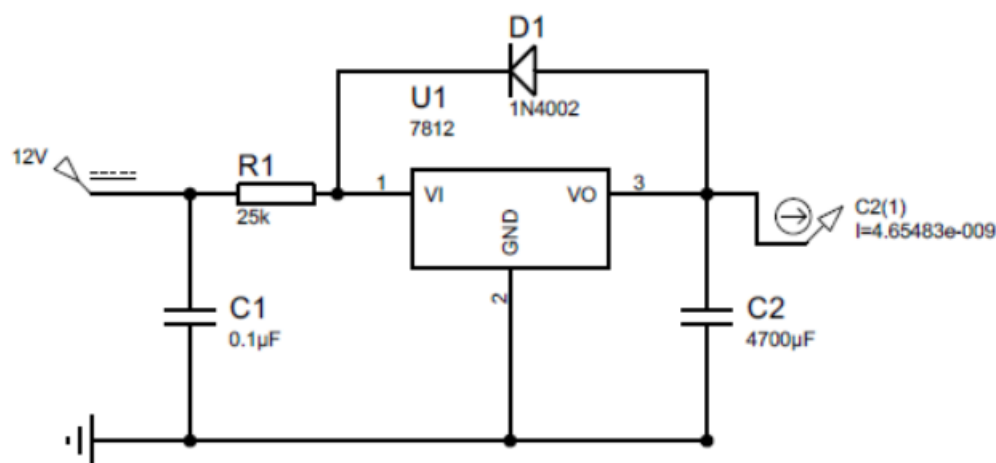 D1
1N4002
U1
7812
12V
R1
25k
1
VI
VO
3
GND
2
C2(1)
I=4.65483e-009
C1
0.1µF
C2
4700µF